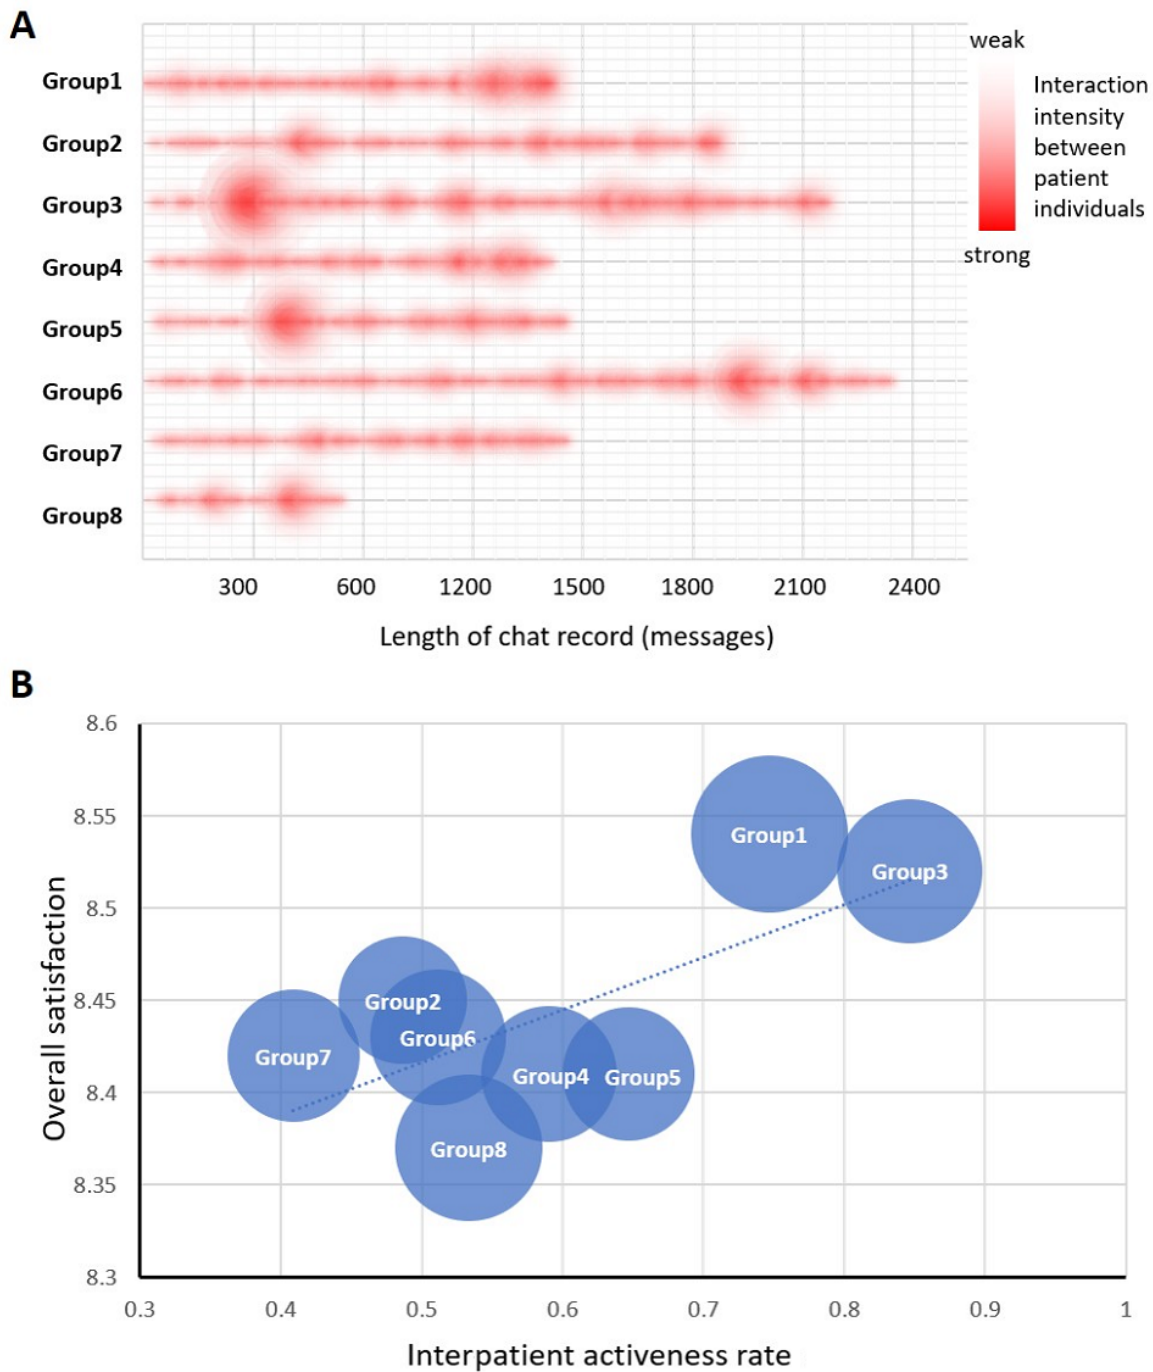 A
weak
Group1
Interaction
intensity
between
patient
individuals
Group2
Group3
strong
Group4
Group5
Group6
Group7
Group8
300 600 1200 1500 1800 2100 2400
Length of chat record (messages)
B
8.6
8.55
8.5
8.45
8.4
8.35
8.3
Overall satisfaction
Group1
Group3
Group2
Group6
Group7
Group4
Group5
Group8
0.3 0.4 0.5 0.6 0.7 0.8 0.9 1
Interpatient activeness rate